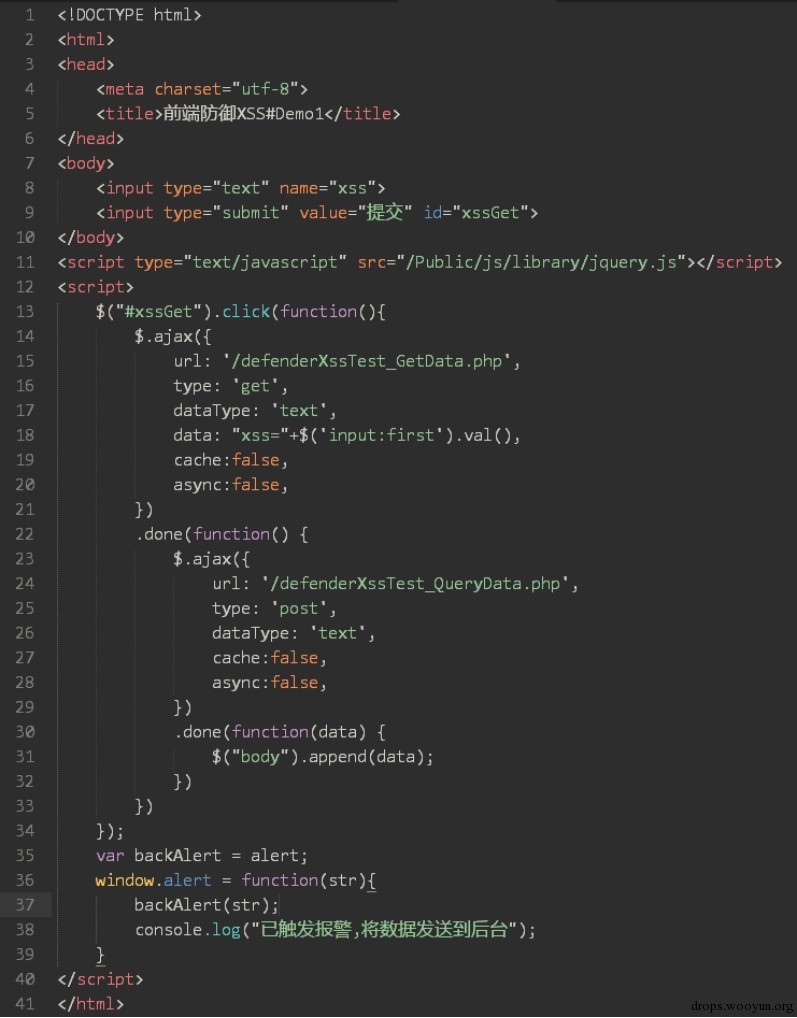 1 <!DOCTYPE html>
2 <html>
3 <head>
4     <meta charset="utf-8">
5     <title>前端防御XSS#Demo1</title>
6 </head>
7 <body>
8     <input type="text" name="xss">
9     <input type="submit" value="提交" id="xssGet">
10 </body>
11 <script type="text/javascript" src="/Public/js/library/jquery.js"></script>
12 <script>
13     $("#xssGet").click(function(){
14         $.ajax({
15             url: '/defenderXssTest_GetData.php',
16             type: 'get',
17             dataType: 'text',
18             data: "xss="+$('input:first').val(),
19             cache:false,
20             async:false,
21         })
22         .done(function() {
23             $.ajax({
24                 url: '/defenderXssTest_QueryData.php',
25                 type: 'post',
26                 dataType: 'text',
27                 cache:false,
28                 async:false,
29             })
30             .done(function(data) {
31                 $("body").append(data);
32             })
33         })
34     });
35     var backAlert = alert;
36     window.alert = function(str){
37         backAlert(str);
38         console.log("已触发报警,将数据发送到后台");
39     }
40 </script>
41 </html>
drops.wooyun.org